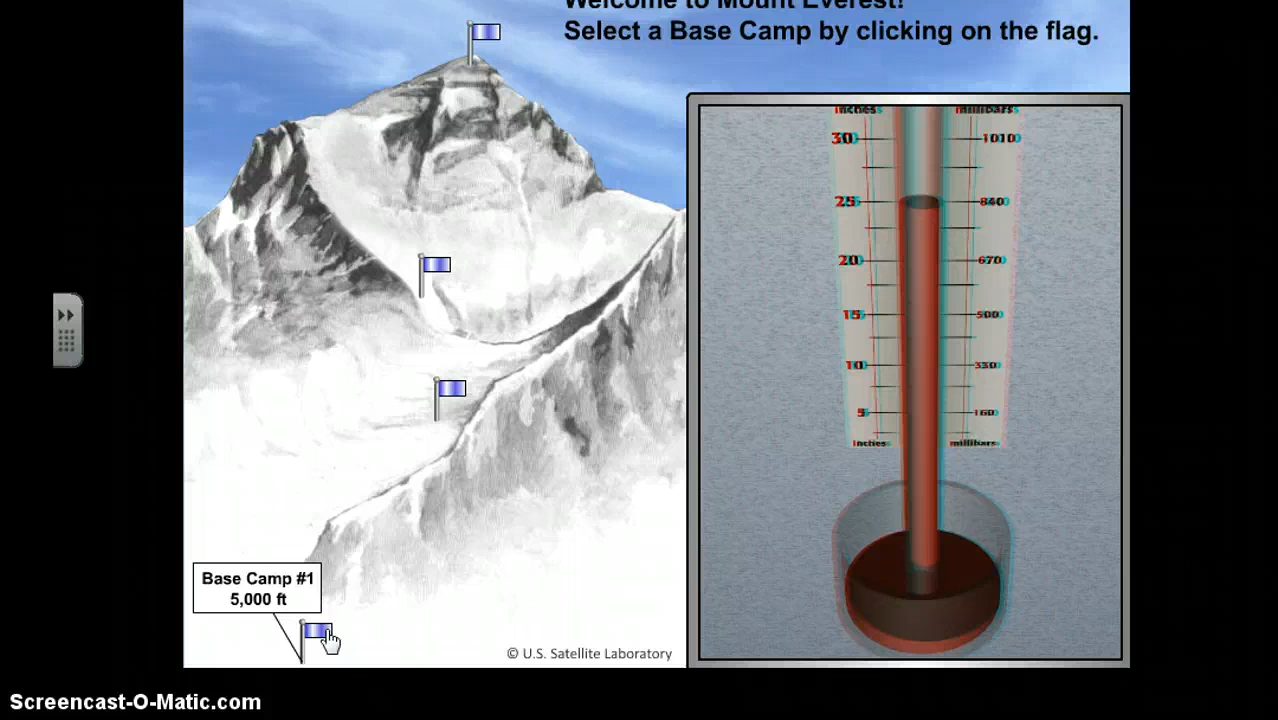 Welcome to Mount Everest!
Select a Base Camp by clicking on the flag.
inches millibars
30 1010
25 840
20 670
15 500
10 330
5 160
inches millibars
Base Camp #1
5,000 ft
© U.S. Satellite Laboratory
Screencast-O-Matic.com